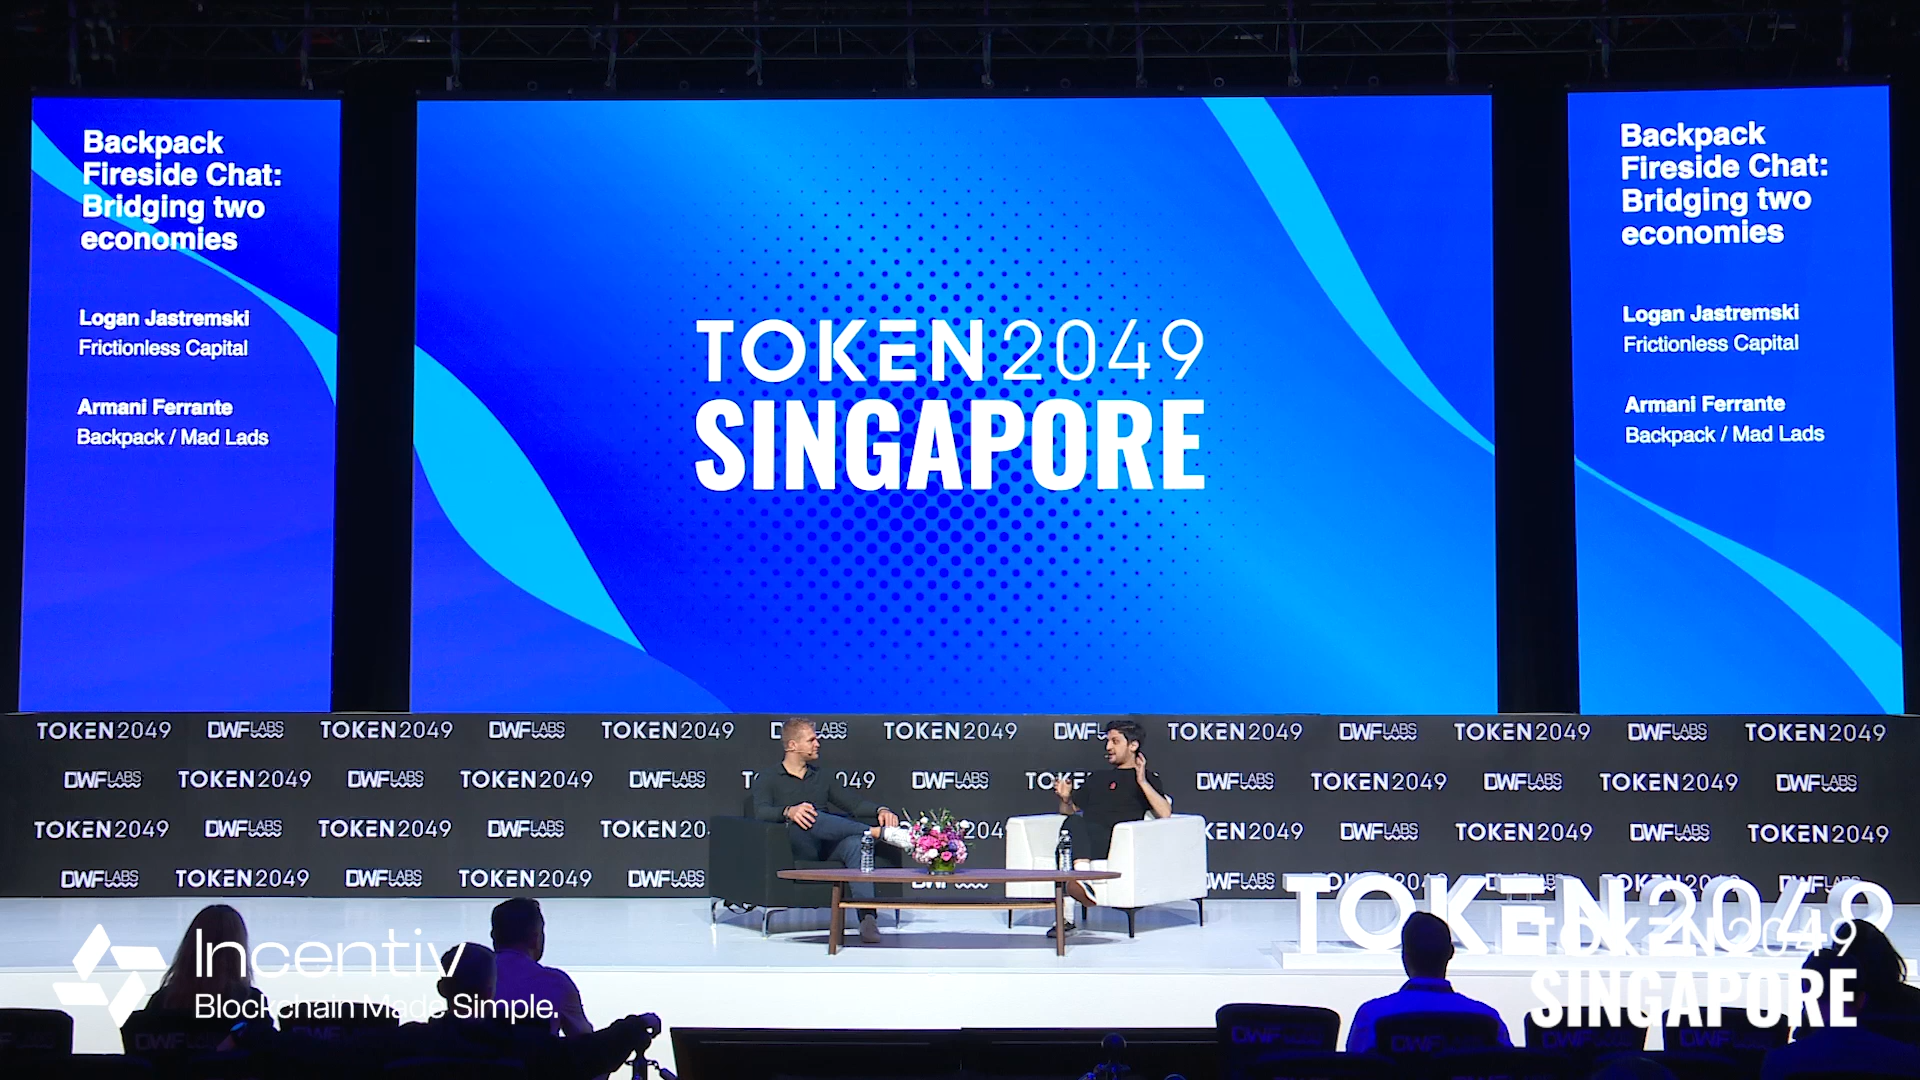 Backpack
Fireside Chat:
Bridging two
economies
Logan Jastremski
Frictionless Capital
Armani Ferrante
Backpack / Mad Lads
TOKEN2049
SINGAPORE
Backpack
Fireside Chat:
Bridging two
economies
Logan Jastremski
Frictionless Capital
Armani Ferrante
Backpack / Mad Lads
TOKEN2049 DWF LABS TOKEN2049 DWF LABS TOKEN2049 DWF LABS TOKEN2049 DWF LABS TOKEN2049 DWF LABS TOKEN2049 DWF LABS TOKEN2049
DWF LABS TOKEN2049 DWF LABS TOKEN2049 DWF LABS DWF LABS DWF LABS TOKEN2049 DWF LABS TOKEN2049 DWF LABS
TOKEN2049 DWF LABS TOKEN2049 DWF LABS DWF LABS TOKEN2049 DWF LABS TOKEN2049
DWF LABS TOKEN2049 DWF LABS TOKEN2049 DWF LABS
TOKEN2049
Incentiv
Blockchain Made Simple.
TOKEN2049
SINGAPORE